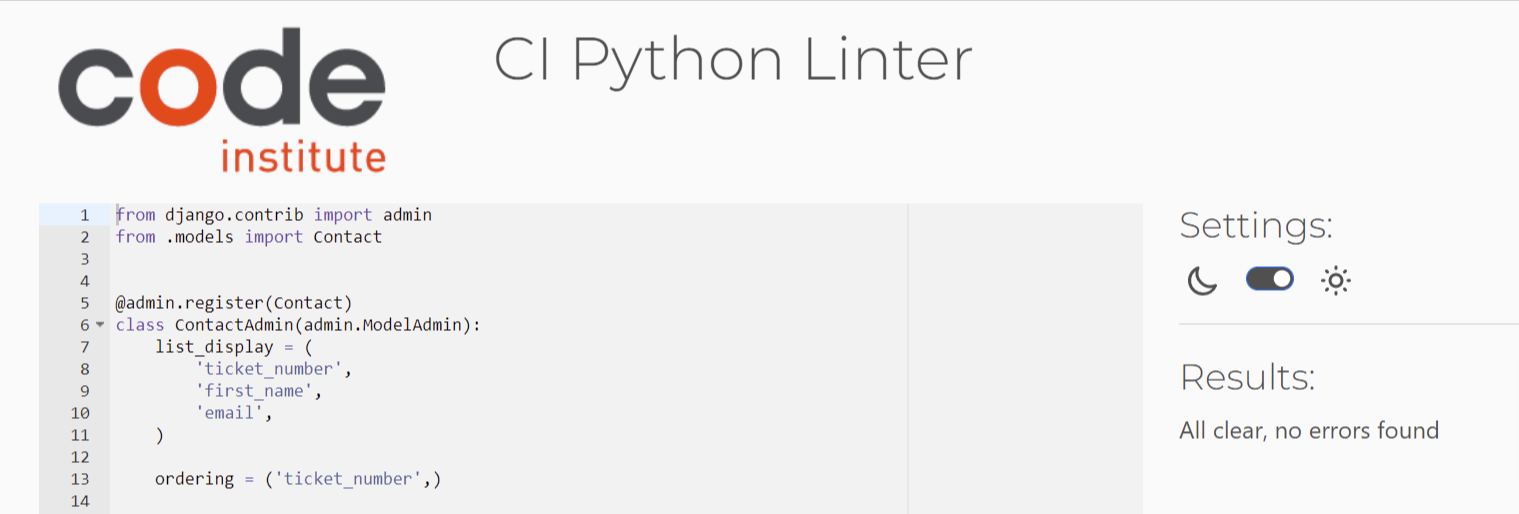 code
institute
CI Python Linter
1 from django.contrib import admin
2 from .models import Contact
3
4
5 @admin.register(Contact)
6 class ContactAdmin(admin.ModelAdmin):
7     list_display = (
8         'ticket_number',
9         'first_name',
10         'email',
11     )
12
13     ordering = ('ticket_number',)
14
Settings:
Results:
All clear, no errors found